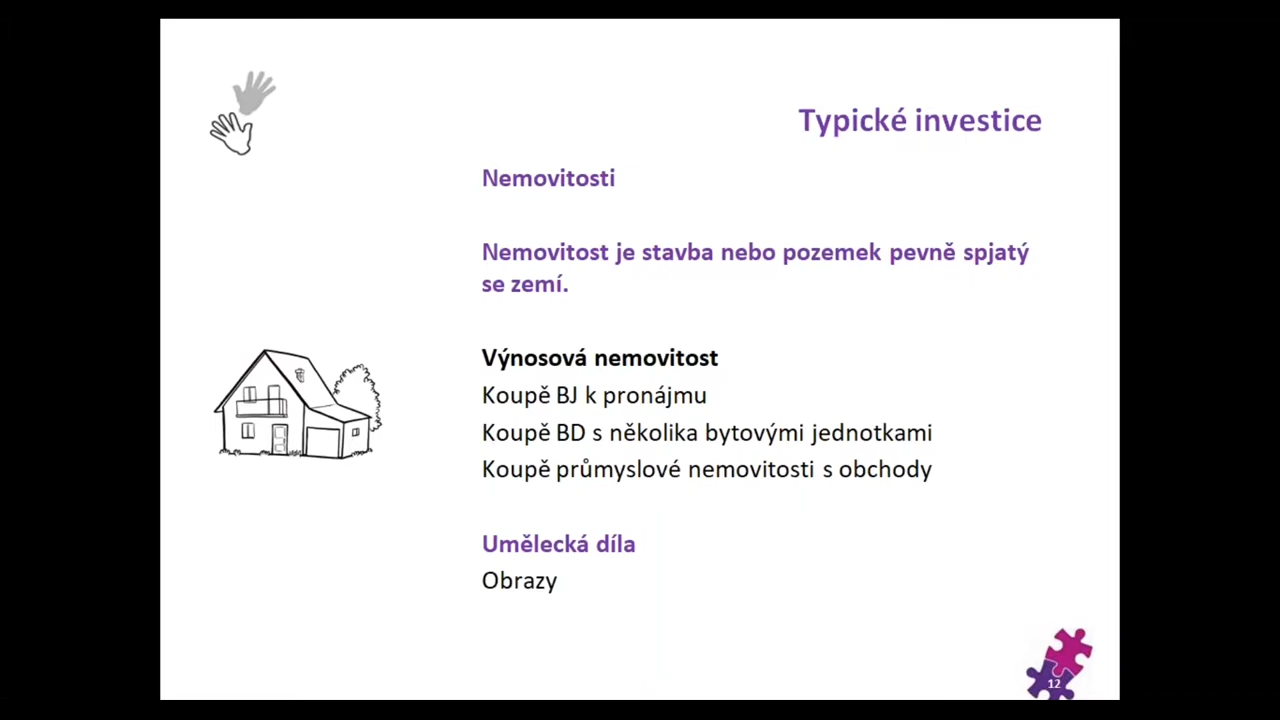 Typické investice
Nemovitosti
Nemovitost je stavba nebo pozemek pevně spjatý
se zemí.
Výnosová nemovitost
Koupě BJ k pronájmu
Koupě BD s několika bytovými jednotkami
Koupě průmyslové nemovitosti s obchody
Umělecká díla
Obrazy
12